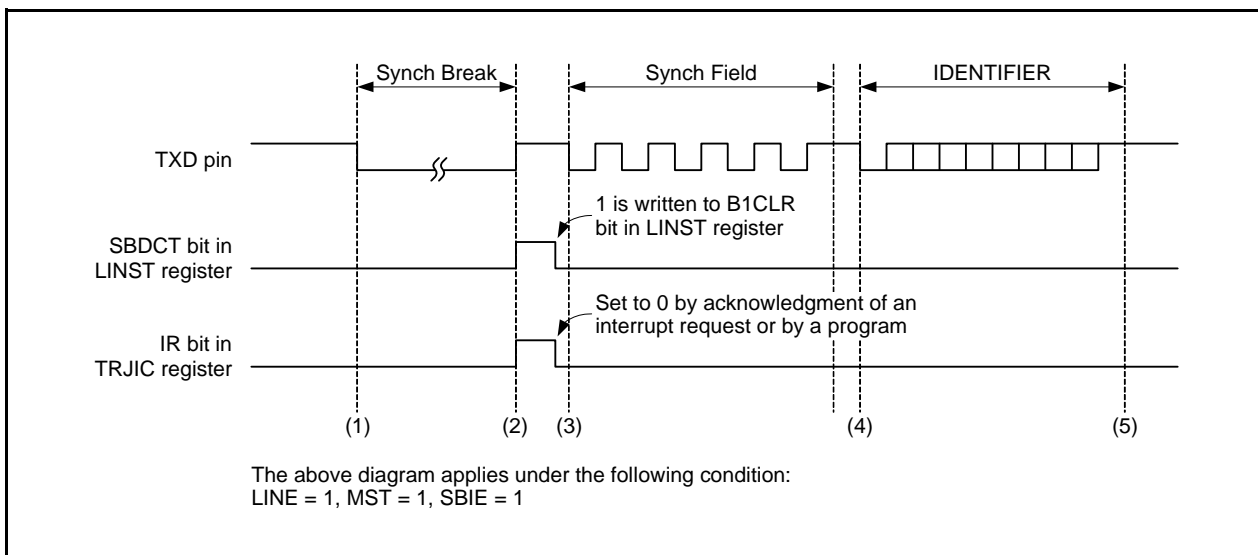 Synch Break
Synch Field
IDENTIFIER
TXD pin
1 is written to B1CLR
bit in LINST register
SBDCT bit in
LINST register
Set to 0 by acknowledgment of an
interrupt request or by a program
IR bit in
TRJIC register
(1)
(2)
(3)
(4)
(5)
The above diagram applies under the following condition:
LINE = 1, MST = 1, SBIE = 1